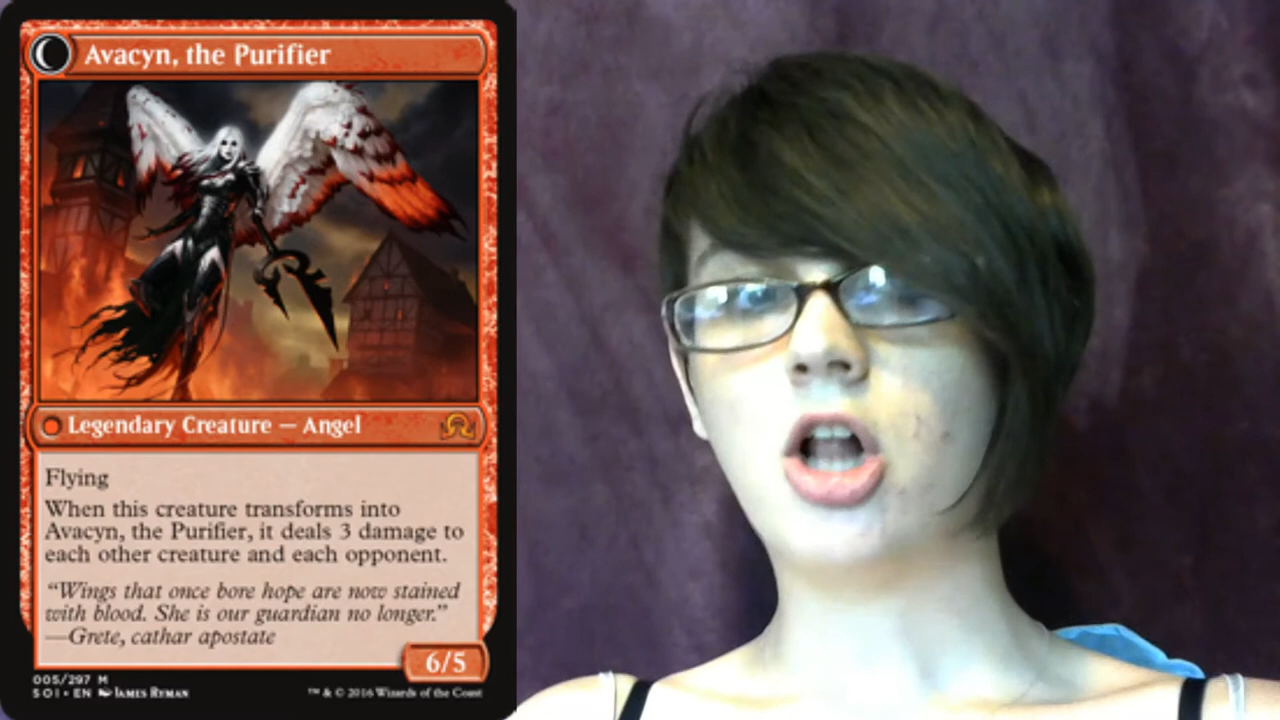 Avacyn, the Purifier
Legendary Creature — Angel
Flying
When this creature transforms into
Avacyn, the Purifier, it deals 3 damage to
each other creature and each opponent.
“Wings that once bore hope are now stained
with blood. She is our guardian no longer.”
—Grete, cathar apostate
6/5
005/297 M
SOI • EN James Ryman
™ & © 2016 Wizards of the Coast